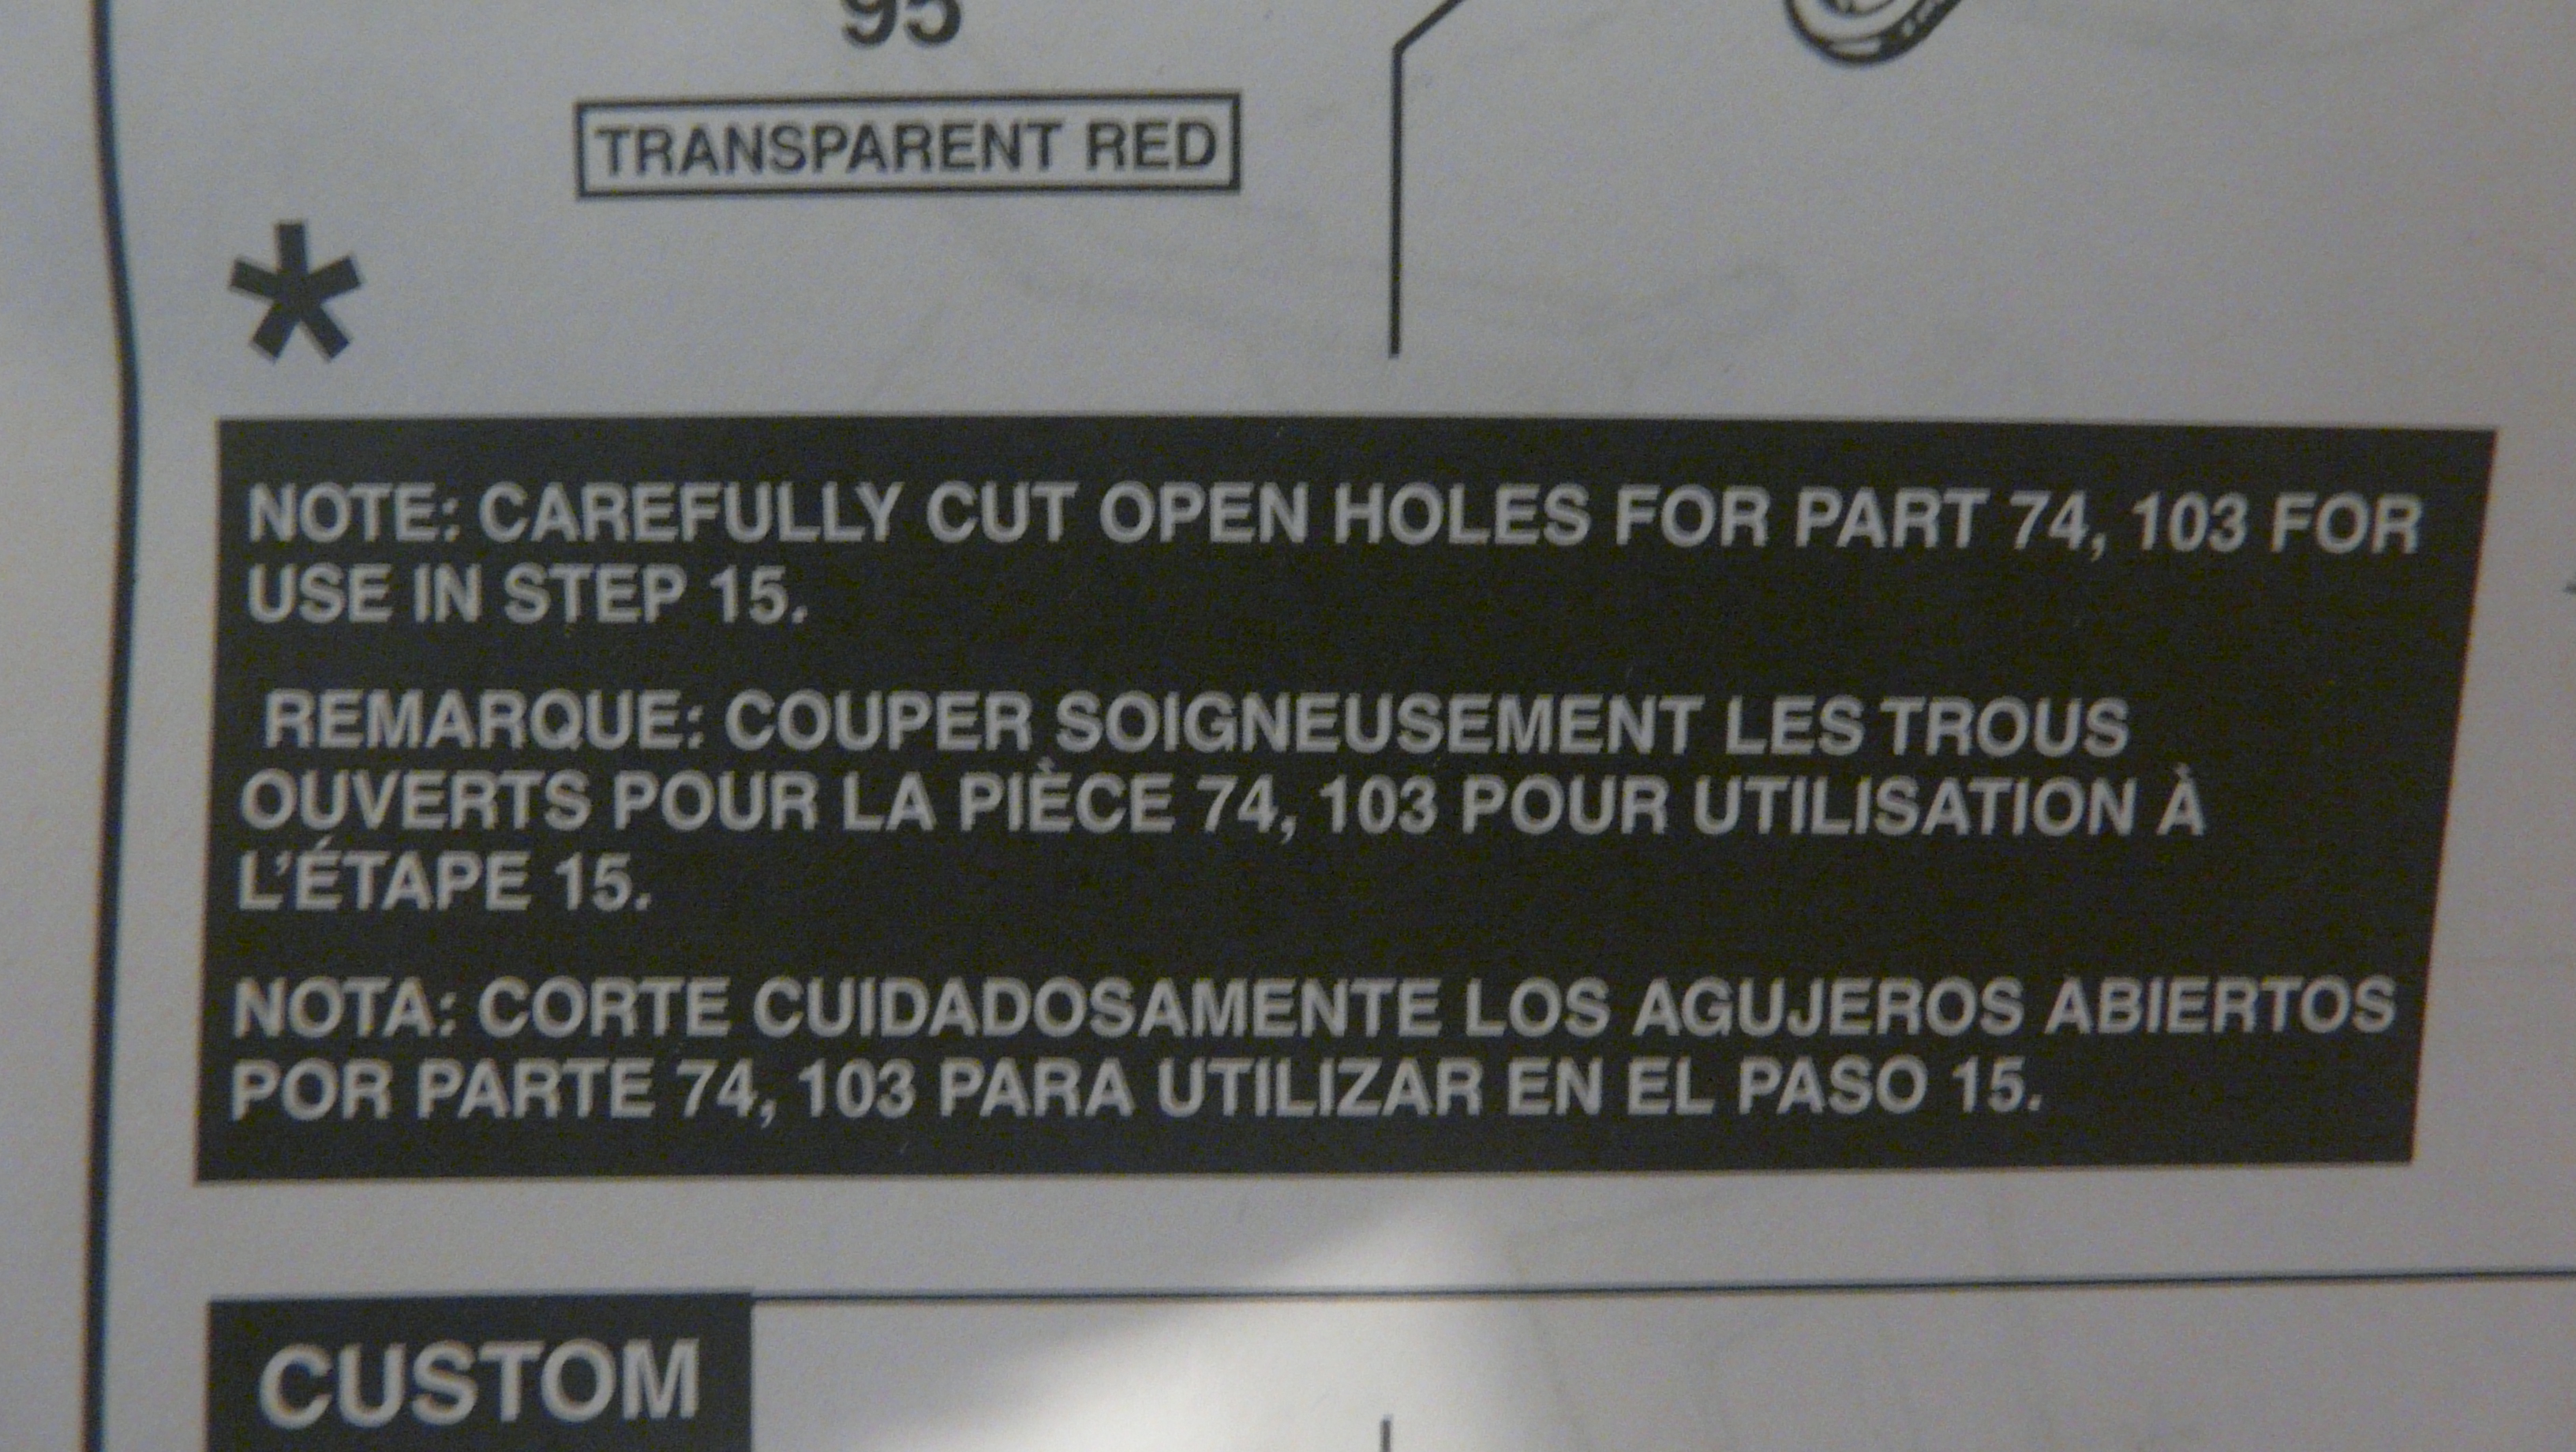 95
TRANSPARENT RED
*
NOTE: CAREFULLY CUT OPEN HOLES FOR PART 74, 103 FOR
USE IN STEP 15.
REMARQUE: COUPER SOIGNEUSEMENT LES TROUS
OUVERTS POUR LA PIÈCE 74, 103 POUR UTILISATION À
L'ÉTAPE 15.
NOTA: CORTE CUIDADOSAMENTE LOS AGUJEROS ABIERTOS
POR PARTE 74, 103 PARA UTILIZAR EN EL PASO 15.
CUSTOM